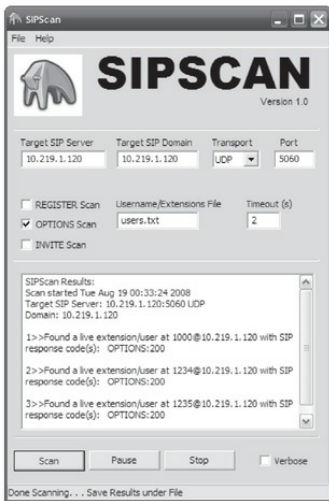 SIPScan
File Help
SIPSCAN
Version 1.0
Target SIP Server Target SIP Domain Transport Port
10.219.1.120 10.219.1.120 UDP 5060
REGISTER Scan Username/Extensions File Timeout (s)
OPTIONS Scan users.txt 2
INVITE Scan
SIPScan Results:
Scan started Tue Aug 19 00:33:24 2008
Target SIP Server: 10.219.1.120:5060 UDP
Domain: 10.219.1.120
1>>Found a live extension/user at 1000@10.219.1.120 with SIP
response code(s): OPTIONS:200
2>>Found a live extension/user at 1234@10.219.1.120 with SIP
response code(s): OPTIONS:200
3>>Found a live extension/user at 1235@10.219.1.120 with SIP
response code(s): OPTIONS:200
Scan Pause Stop Verbose
Done Scanning. . . Save Results under File